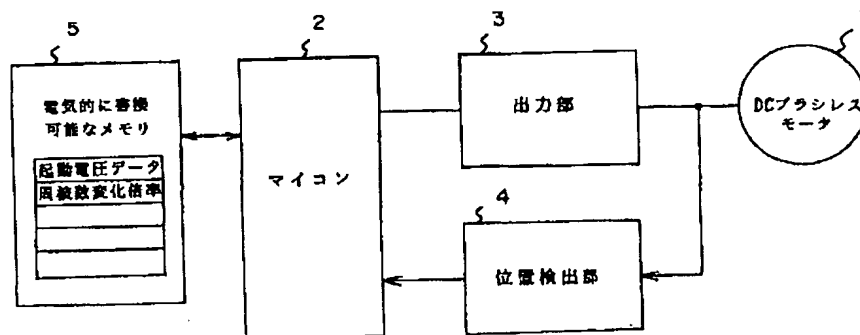 5
2
3
電気的に書換
可能なメモリ
起動電圧データ
周波数変化倍率
マイコン
出力部
DCブラシレス
モータ
4
位置検出部